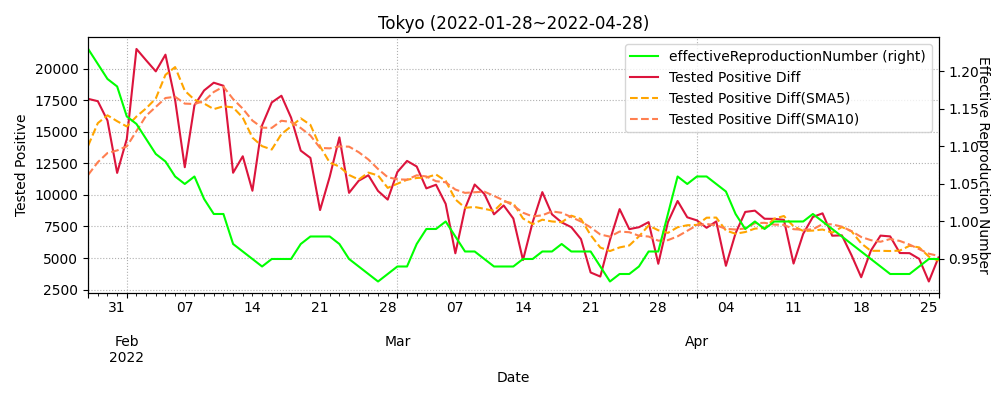 Tokyo (2022-01-28~2022-04-28)
effectiveReproductionNumber (right)
Tested Positive Diff
Tested Positive Diff(SMA5)
Tested Positive Diff(SMA10)
Tested Positive
20000
17500
15000
12500
10000
7500
5000
2500
1.20
1.15
1.10
1.05
1.00
0.95
Effective Reproduction Number
31 07 14 21 28 07 14 21 28 04 11 18 25
Feb Mar Apr
2022
Date